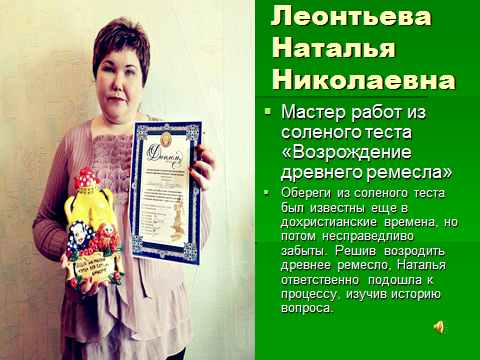 Леонтьева
Наталья
Николаевна
Мастер работ из
соленого теста
«Возрождение
древнего ремесла»
Обереги из соленого теста
был известны еще в
дохристианские времена, но
потом несправедливо
забыты. Решив возродить
древнее ремесло, Наталья
ответственно подошла к
процессу, изучив историю
вопроса.
Диплом